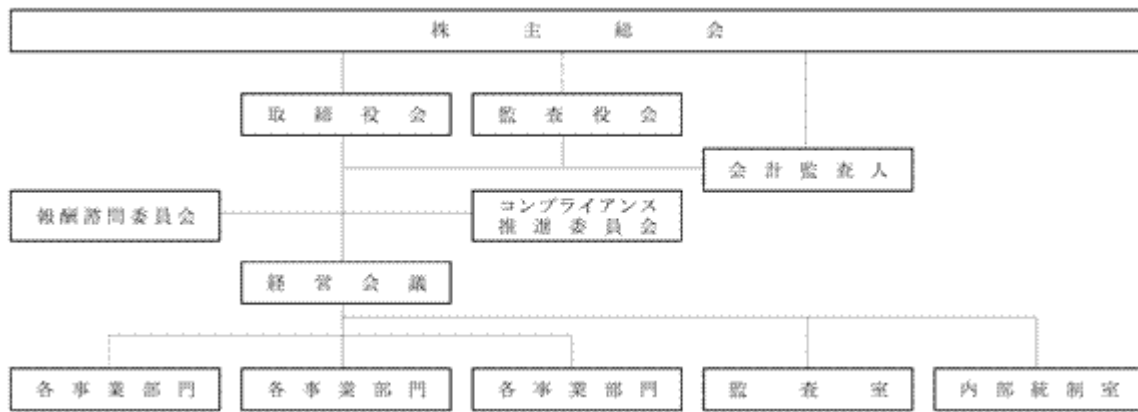 株主総会
取締役会
監査役会
会計監査人
報酬諮問委員会
コンプライアンス
推進委員会
経営会議
各事業部門
各事業部門
各事業部門
監査室
内部統制室